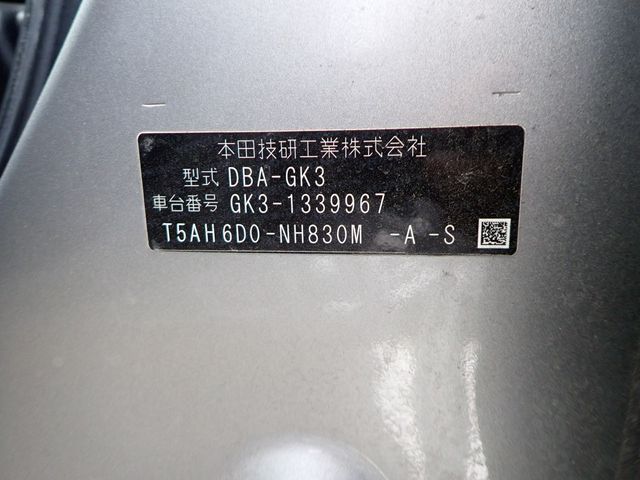 本田技研工業株式会社
型式 DBA-GK3
車台番号 GK3-1339967
T5AH6D0-NH830M -A -S